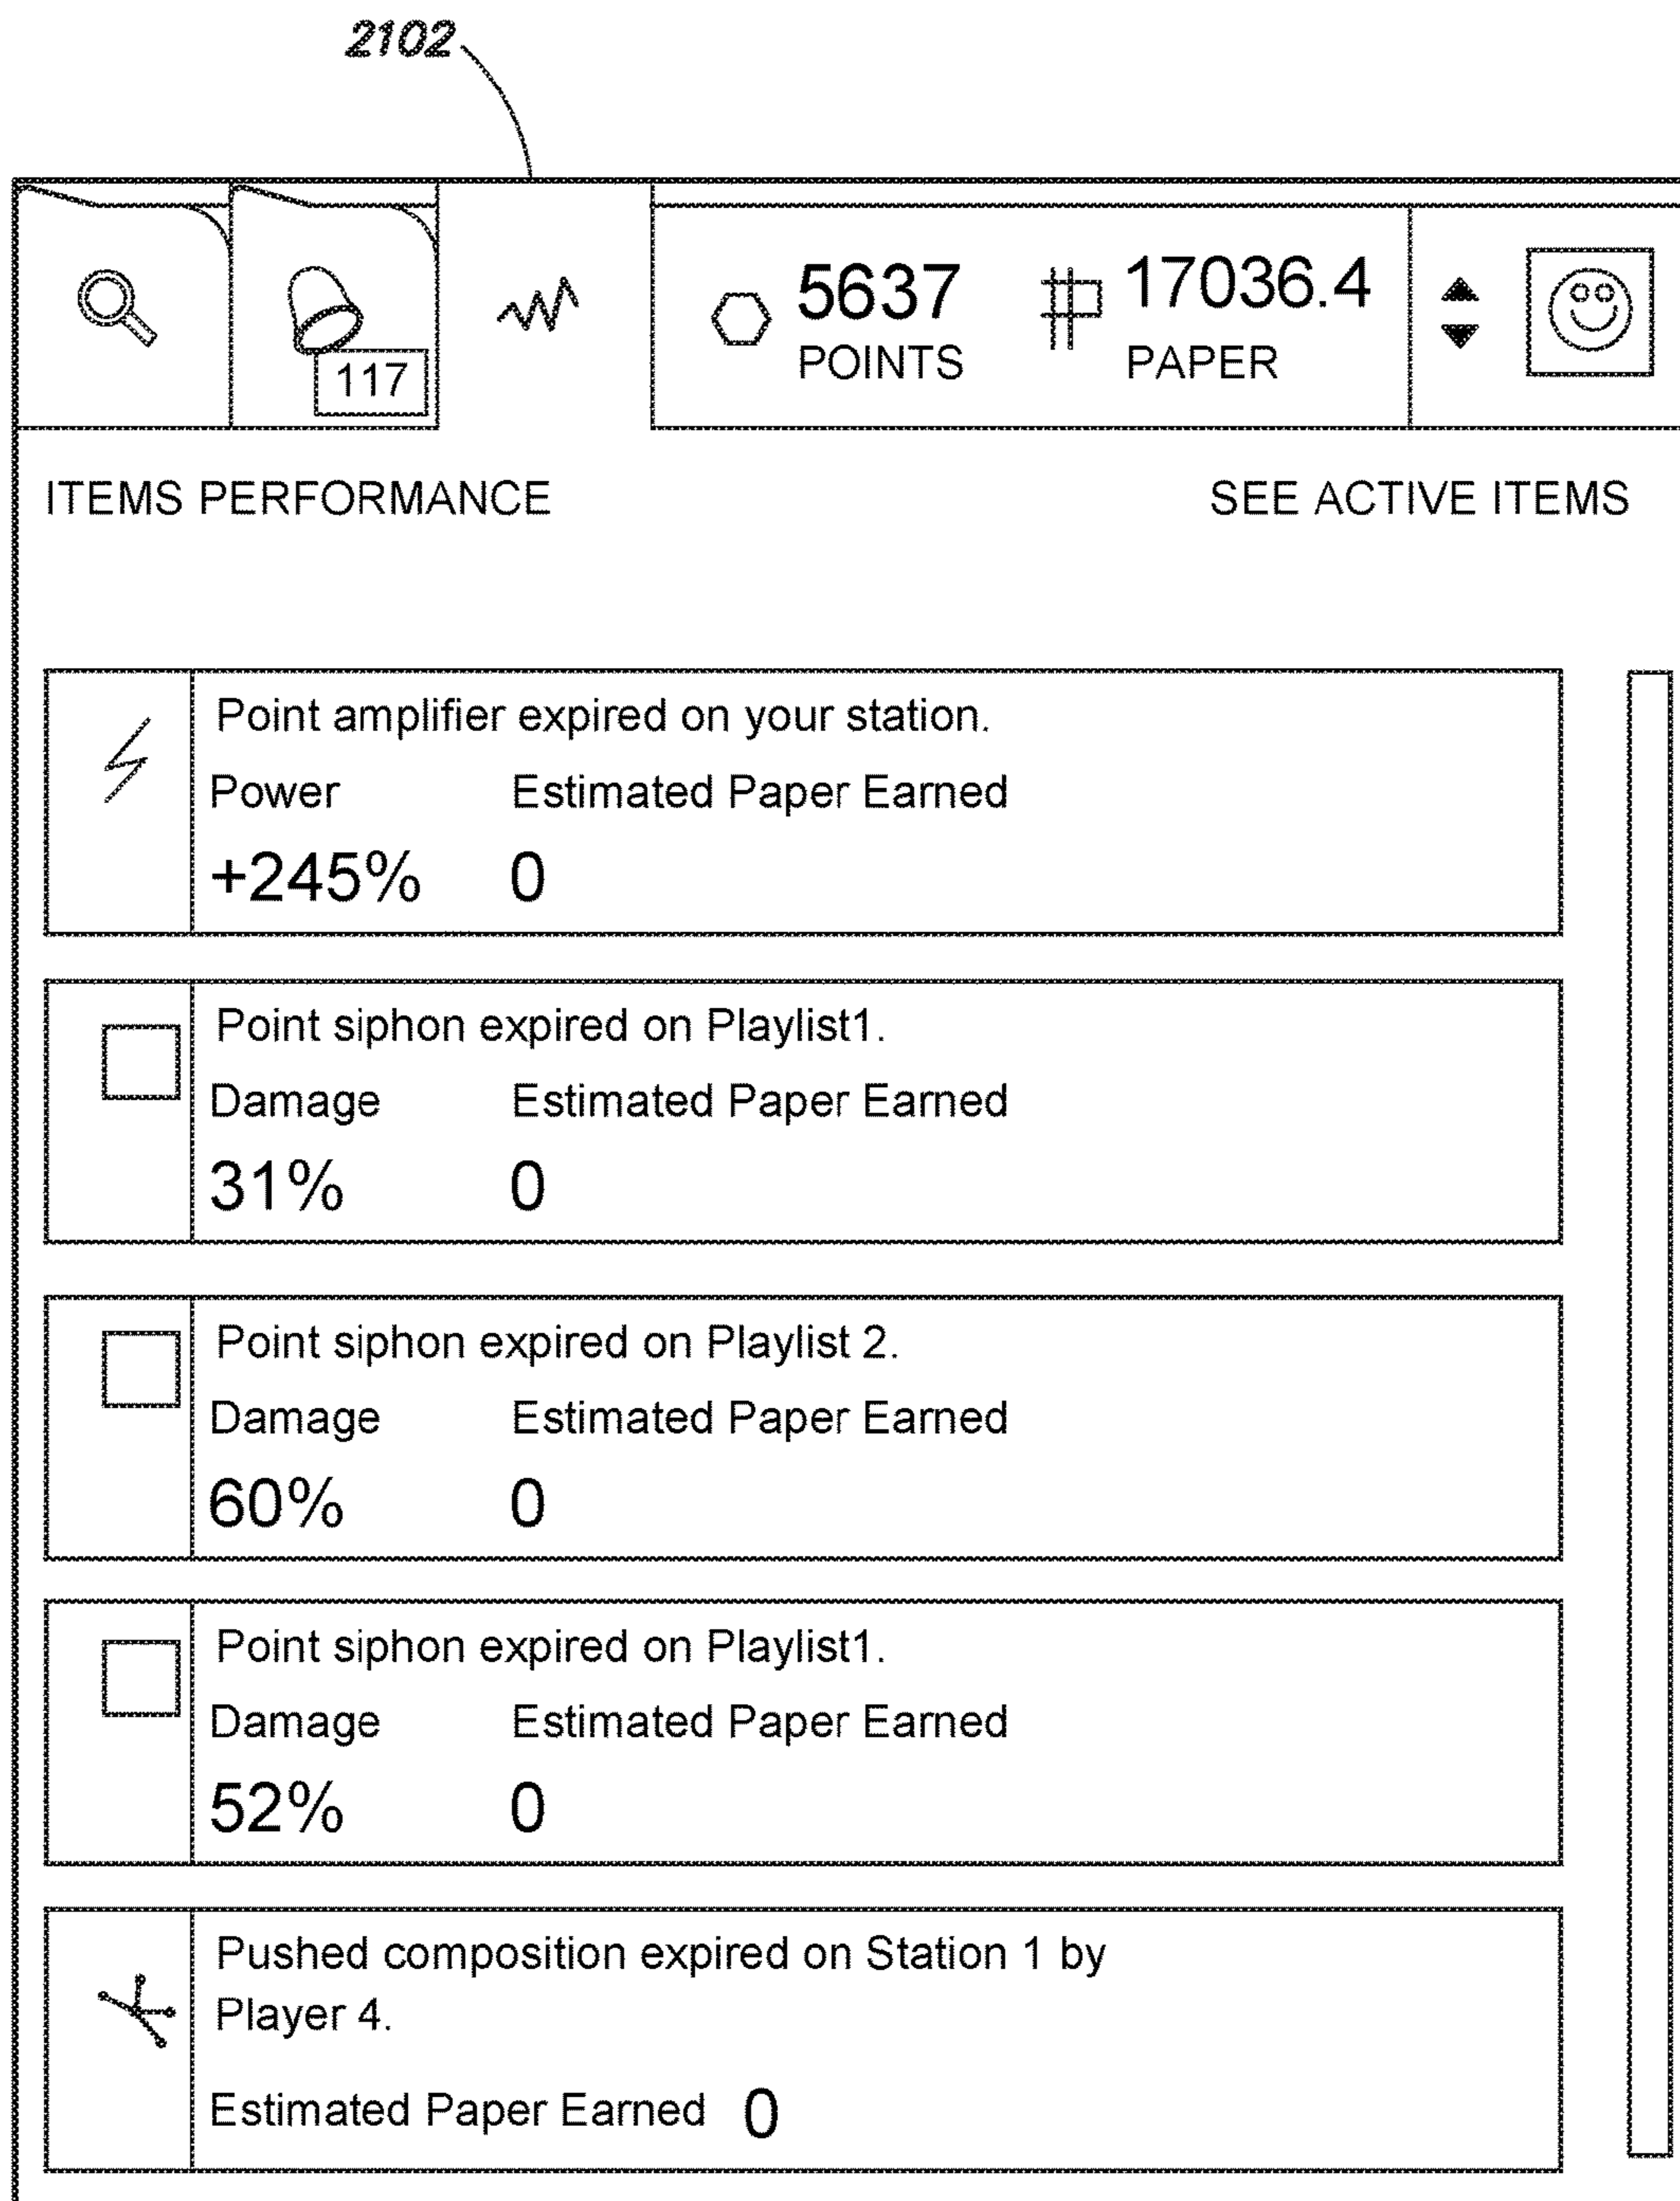 2102
117
5637
POINTS
17036.4
PAPER
ITEMS PERFORMANCE
SEE ACTIVE ITEMS
Point amplifier expired on your station.
Power Estimated Paper Earned
+245% 0
Point siphon expired on Playlist1.
Damage Estimated Paper Earned
31% 0
Point siphon expired on Playlist 2.
Damage Estimated Paper Earned
60% 0
Point siphon expired on Playlist1.
Damage Estimated Paper Earned
52% 0
Pushed composition expired on Station 1 by
Player 4.
Estimated Paper Earned 0